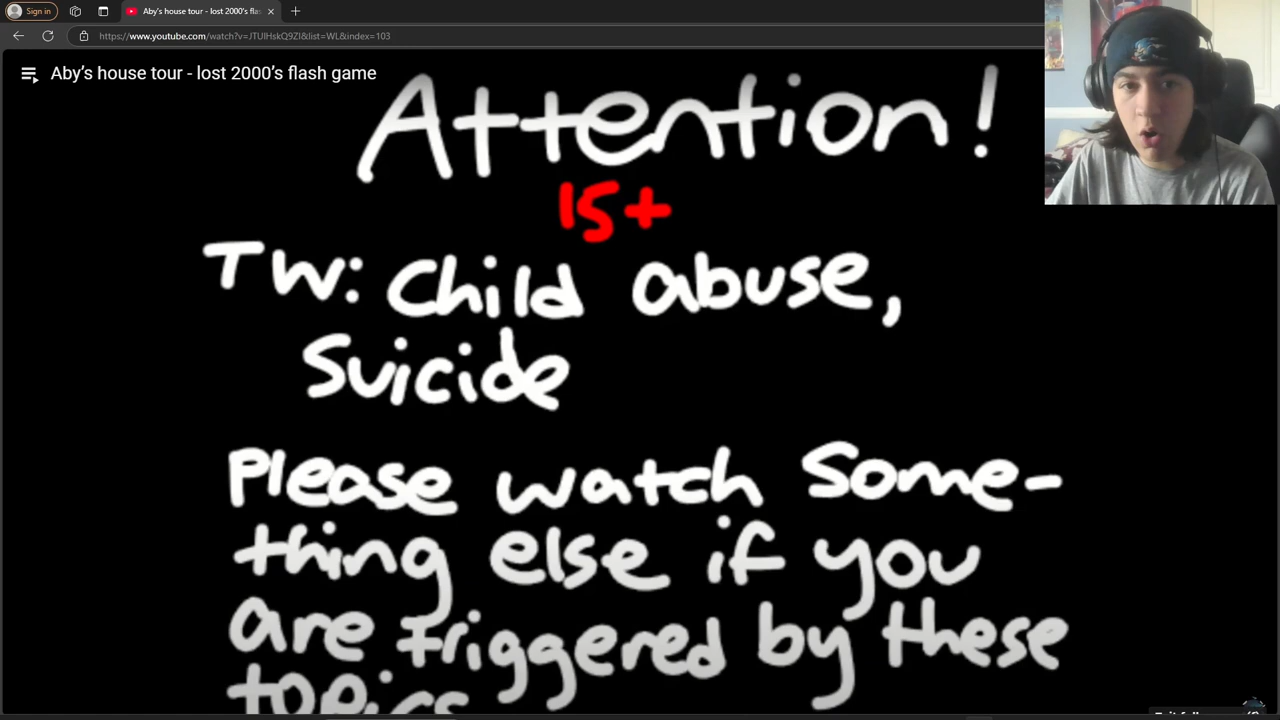 Sign in
Aby's house tour - lost 2000's flas
https://www.youtube.com/watch?v=JTUIHskQ9ZI&list=WL&index=103
Aby's house tour - lost 2000's flash game
Attention!
15+
TW: Child abuse,
Suicide
Please watch Some-
thing else if you
are triggered by these
topics